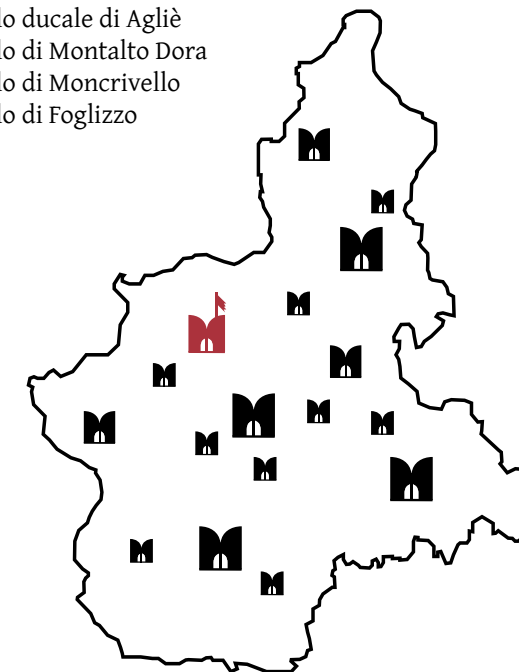 lo ducale di Agliè
lo di Montalto Dora
lo di Moncrivello
lo di Foglizzo